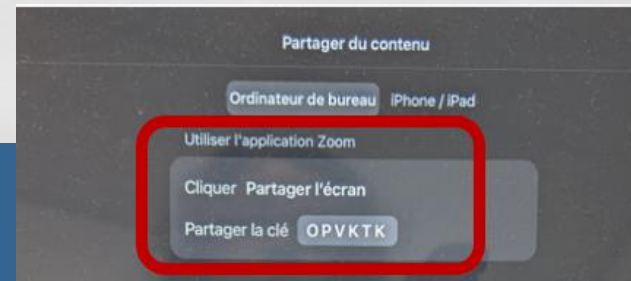 Partager du contenu
Ordinateur de bureau iPhone / iPad
Utiliser l'application Zoom
Cliquer Partager l'écran
Partager la clé OPVKTK